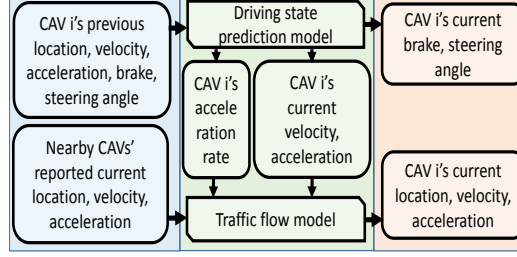 CAV i's previous
location, velocity,
acceleration, brake,
steering angle
Nearby CAVs'
reported current
location, velocity,
acceleration
Driving state
prediction model
CAV i's
accele
ration
rate
CAV i's
current
velocity,
acceleration
Traffic flow model
CAV i's current
brake, steering
angle
CAV i's current
location, velocity,
acceleration